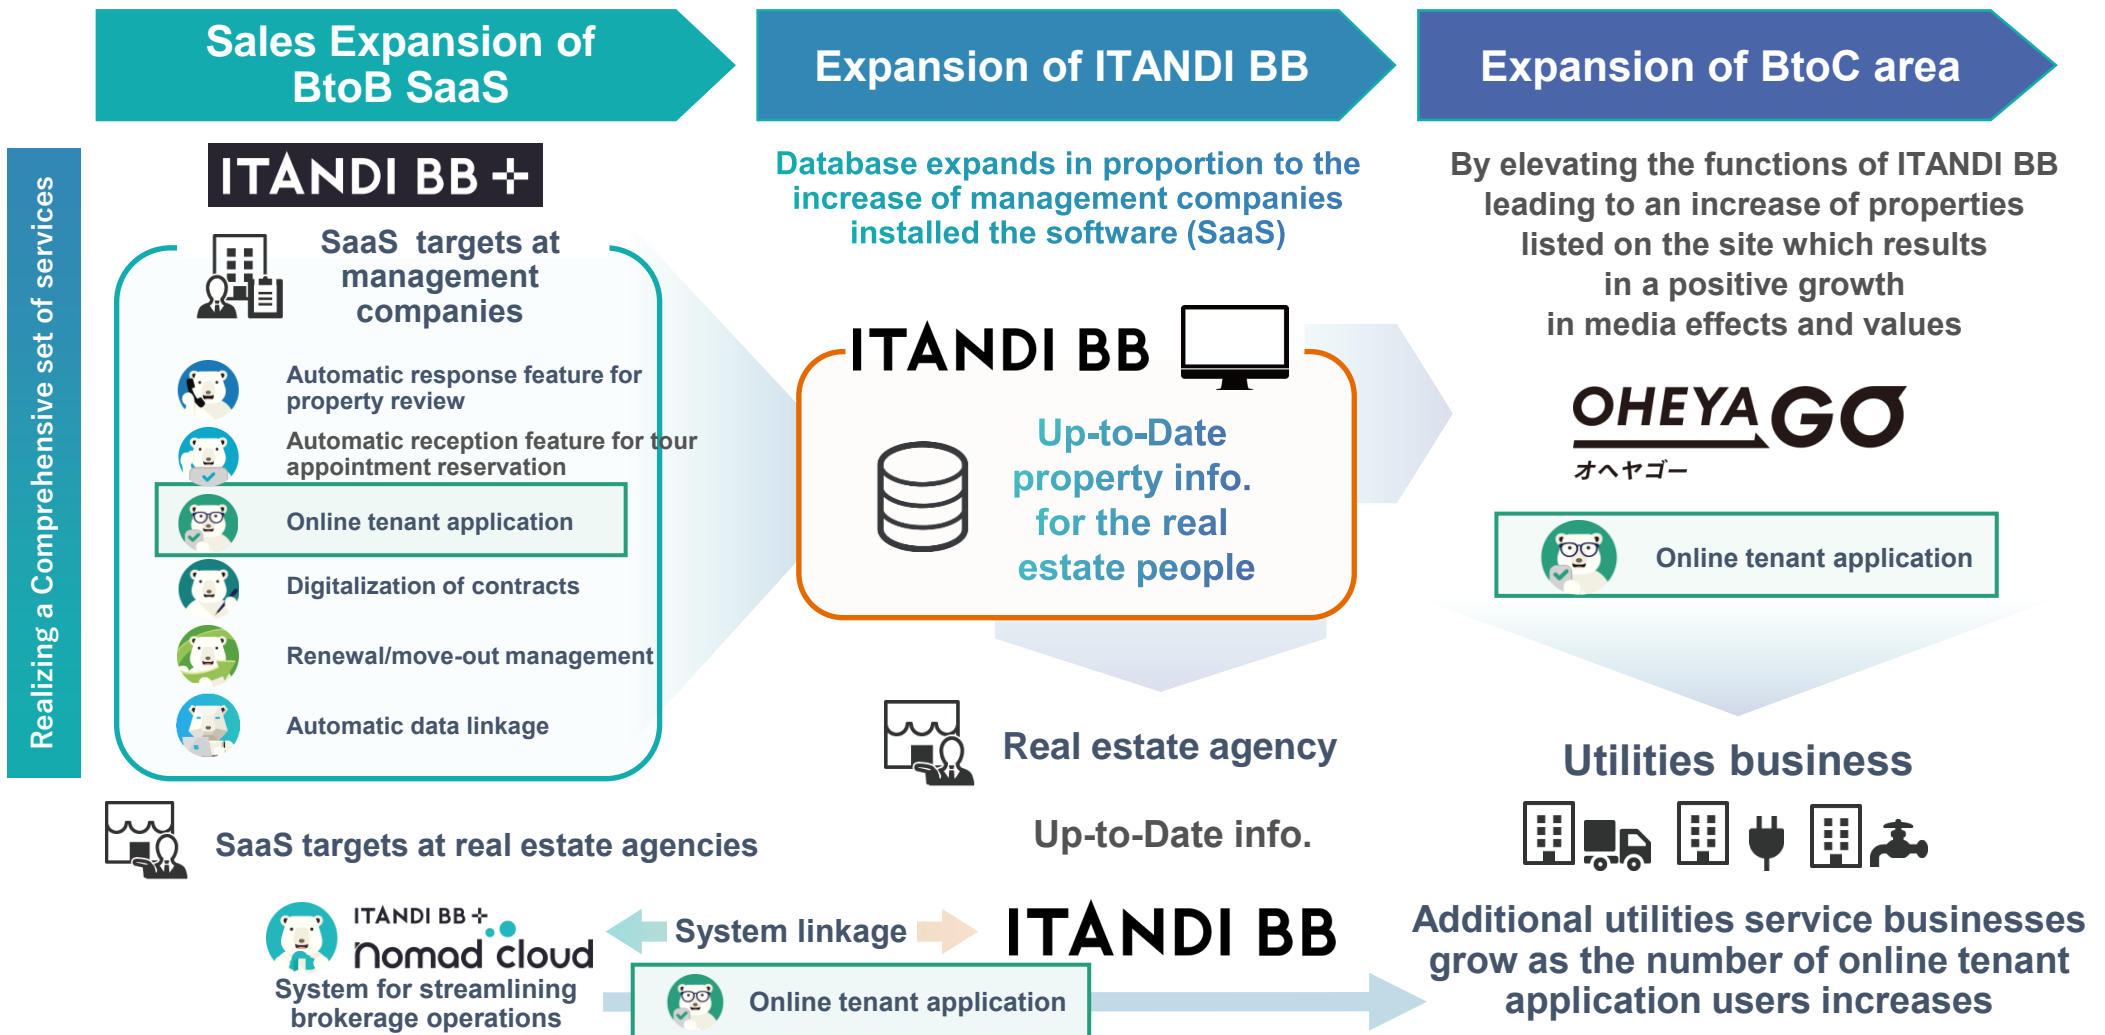 Sales Expansion of
BtoB SaaS
Expansion of ITANDI BB
Expansion of BtoC area
Realizing a Comprehensive set of services
ITANDI BB +
SaaS targets at
management
companies
Automatic response feature for
property review
Automatic reception feature for tour
appointment reservation
Online tenant application
Digitalization of contracts
Renewal/move-out management
Automatic data linkage
SaaS targets at real estate agencies
ITANDI BB +
nomad cloud
System for streamlining
brokerage operations
Database expands in proportion to the
increase of management companies
installed the software (SaaS)
ITANDI BB
Up-to-Date
property info.
for the real
estate people
Real estate agency
Up-to-Date info.
System linkage
ITANDI BB
Online tenant application
By elevating the functions of ITANDI BB
leading to an increase of properties
listed on the site which results
in a positive growth
in media effects and values
OHEYAGO
オヘヤゴー
Online tenant application
Utilities business
Additional utilities service businesses
grow as the number of online tenant
application users increases